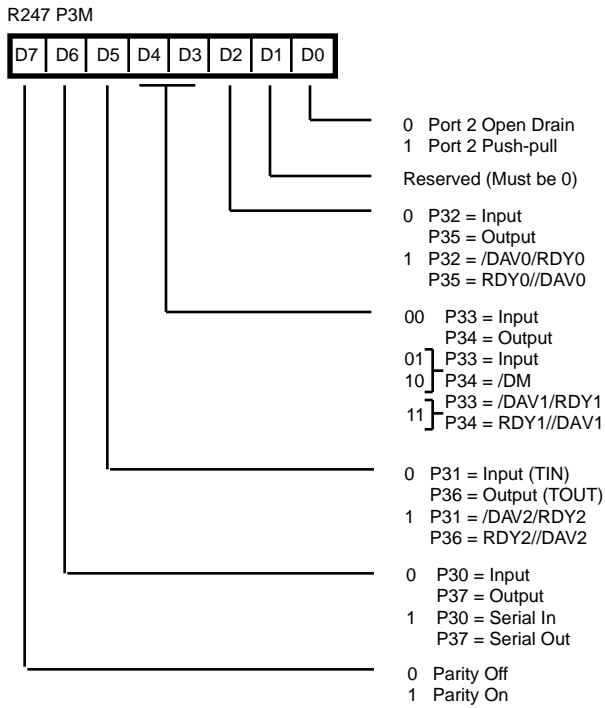 R247 P3M
D7 D6 D5 D4 D3 D2 D1 D0
0 Port 2 Open Drain
1 Port 2 Push-pull
Reserved (Must be 0)
0 P32 = Input
P35 = Output
1 P32 = /DAV0/RDY0
P35 = RDY0//DAV0
00 P33 = Input
P34 = Output
01 P33 = Input
10 P34 = /DM
11 P33 = /DAV1/RDY1
P34 = RDY1//DAV1
0 P31 = Input (TIN)
P36 = Output (TOUT)
1 P31 = /DAV2/RDY2
P36 = RDY2//DAV2
0 P30 = Input
P37 = Output
1 P30 = Serial In
P37 = Serial Out
0 Parity Off
1 Parity On